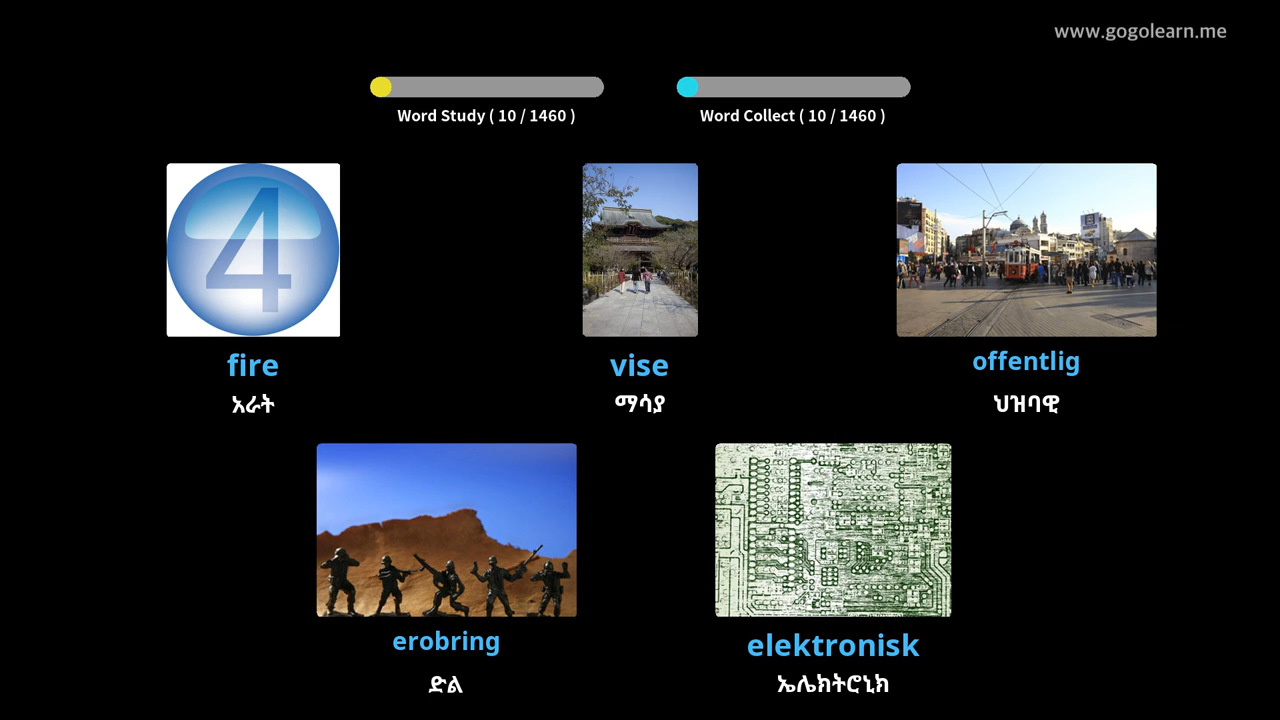 www.gogolearn.me
Word Study ( 10 / 1460 )
Word Collect ( 10 / 1460 )
4
fire
vise
offentlig
አራት
ማሳያ
ህዝባዊ
erobring
elektronisk
ድል
ኤሌክትሮኒክ